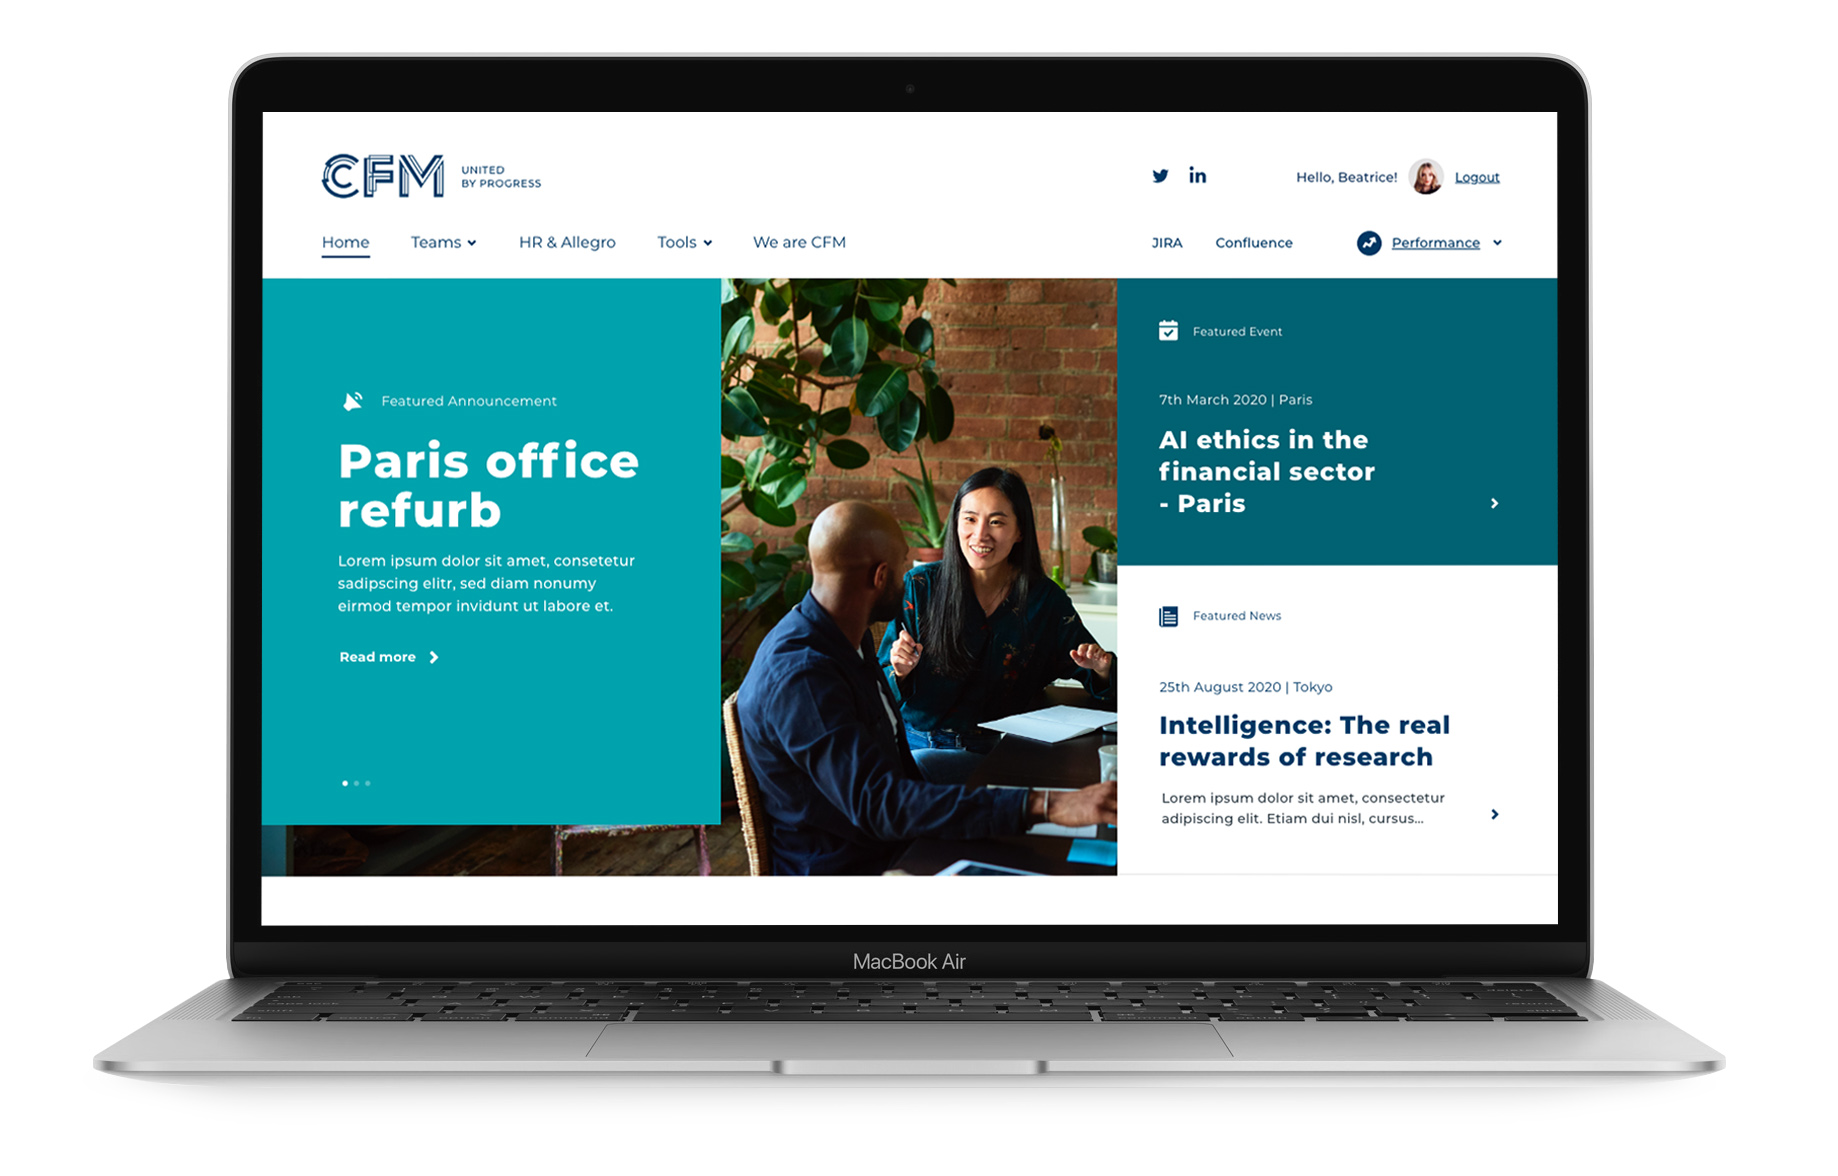 CFM
UNITED
BY PROGRESS
Hello, Beatrice!
Logout
Home
Teams
HR & Allegro
Tools
We are CFM
JIRA
Confluence
Performance
Featured Announcement
Paris office
refurb
Lorem ipsum dolor sit amet, consetetur
sadipscing elitr, sed diam nonumy
eirmod tempor invidunt ut labore et.
Read more
Featured Event
7th March 2020 | Paris
AI ethics in the
financial sector
- Paris
Featured News
25th August 2020 | Tokyo
Intelligence: The real
rewards of research
Lorem ipsum dolor sit amet, consectetur
adipiscing elit. Etiam dui nisl, cursus...
MacBook Air